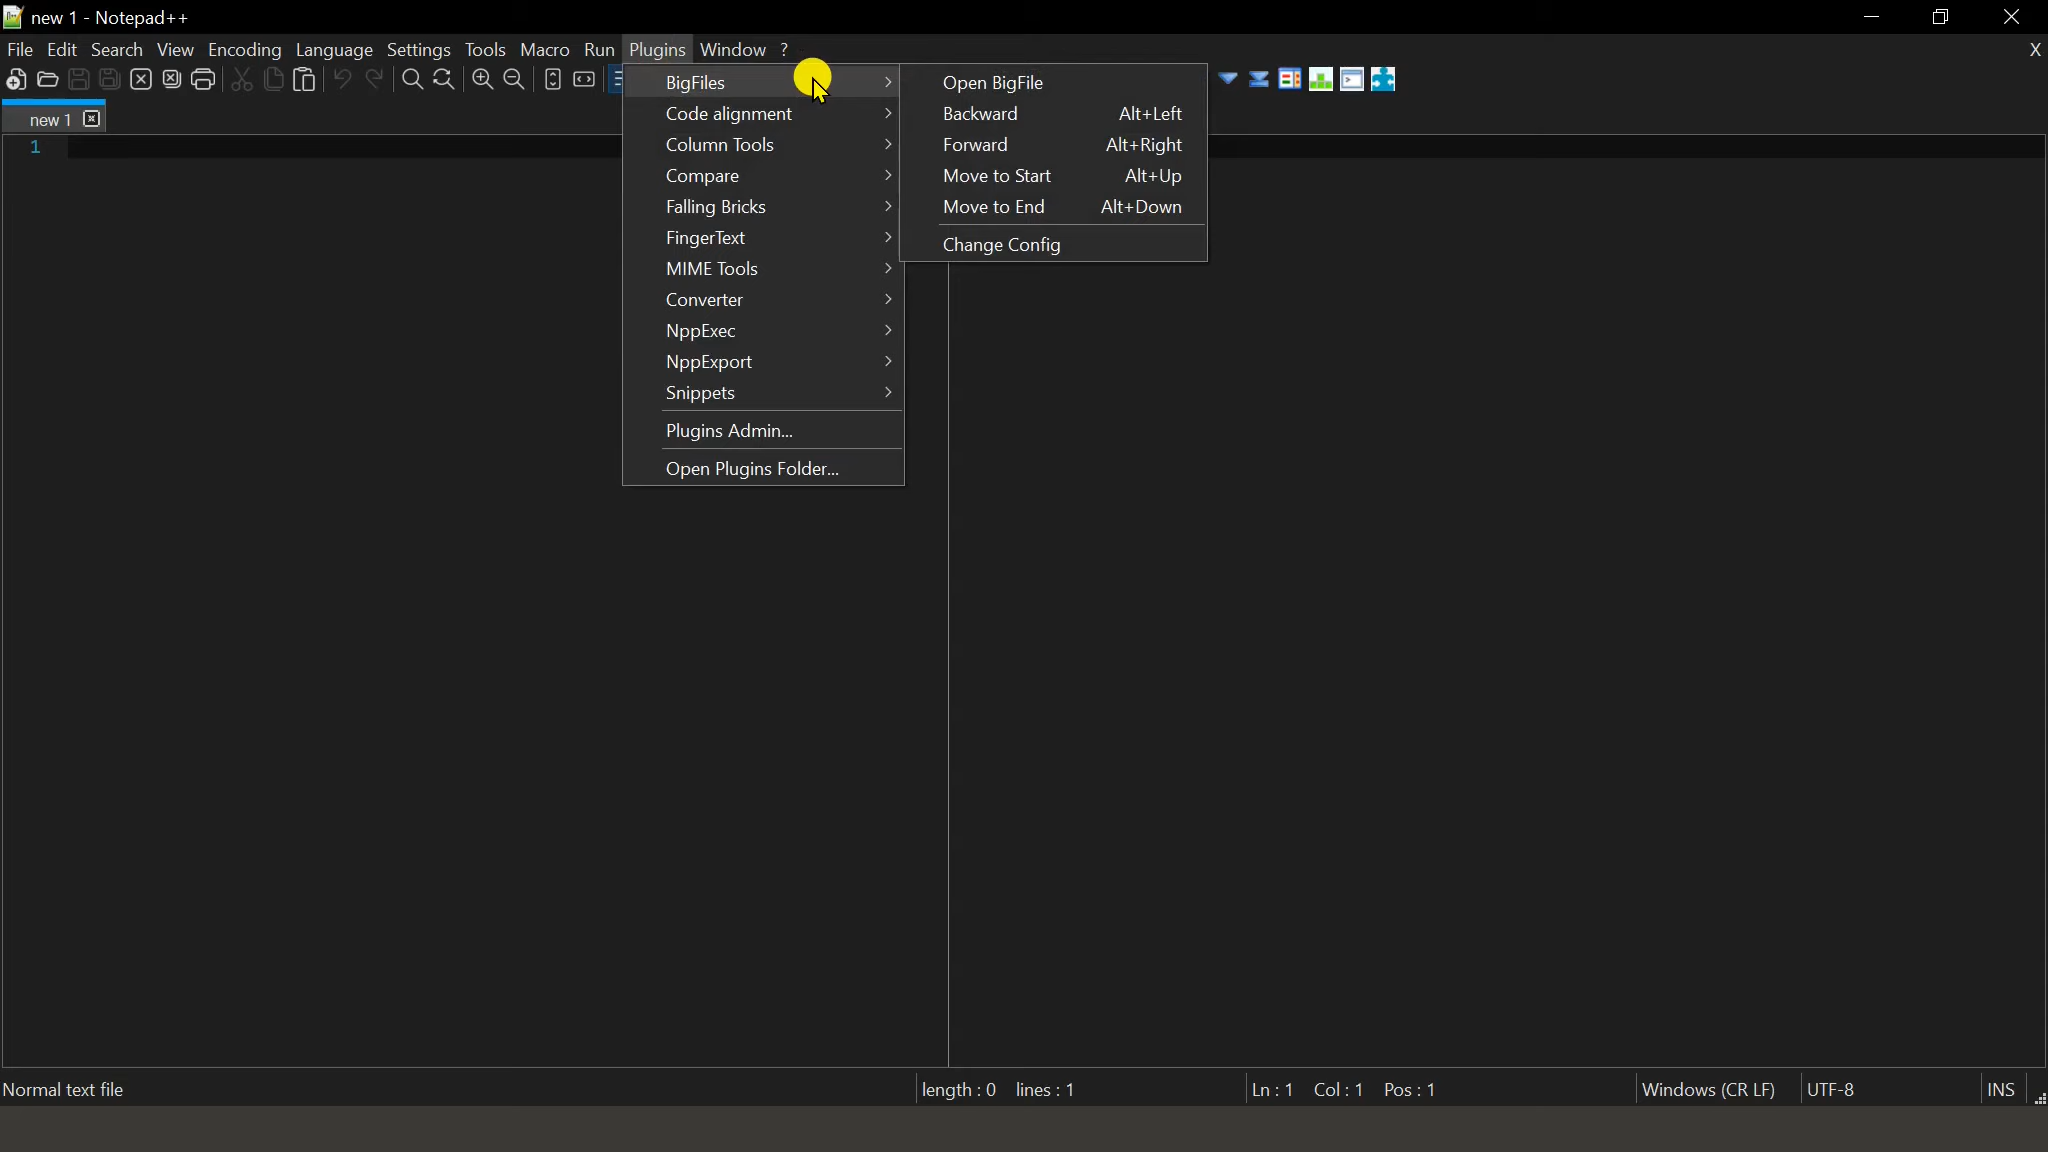 new 1 - Notepad++
File Edit Search View Encoding Language Settings Tools Macro Run Plugins Window ? X
new 1
1
BigFiles
Code alignment
Column Tools
Compare
Falling Bricks
FingerText
MIME Tools
Converter
NppExec
NppExport
Snippets
Plugins Admin...
Open Plugins Folder...
Open BigFile
Backward Alt+Left
Forward Alt+Right
Move to Start Alt+Up
Move to End Alt+Down
Change Config
Normal text file length : 0 lines : 1 Ln : 1 Col : 1 Pos : 1 Windows (CR LF) UTF-8 INS